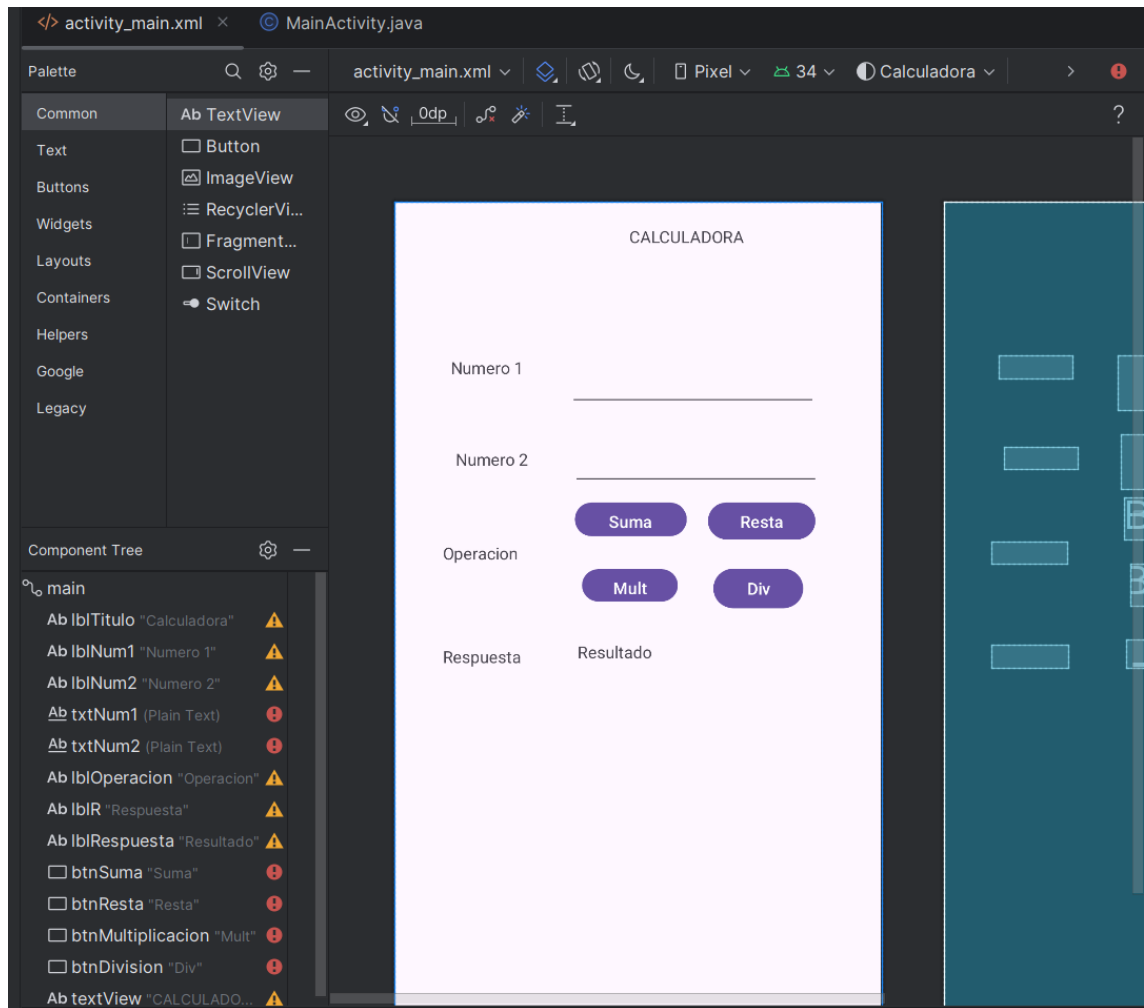 activity_main.xml MainActivity.java
Palette activity_main.xml Pixel 34 Calculadora
Common Ab TextView 0dp ?
Text Button
Buttons ImageView
Widgets RecyclerVi...
Layouts Fragment...
Containers ScrollView
Helpers Switch
Google
Legacy
CALCULADORA
Numero 1
Numero 2
Suma Resta
Operacion
Mult Div
Respuesta Resultado
Component Tree
main
Ab lblTitulo "Calculadora"
Ab lblNum1 "Numero 1"
Ab lblNum2 "Numero 2"
Ab txtNum1 (Plain Text)
Ab txtNum2 (Plain Text)
Ab lblOperacion "Operacion"
Ab lblR "Respuesta"
Ab lblRespuesta "Resultado"
btnSuma "Suma"
btnResta "Resta"
btnMultiplicacion "Mult"
btnDivision "Div"
Ab textView "CALCULADO...